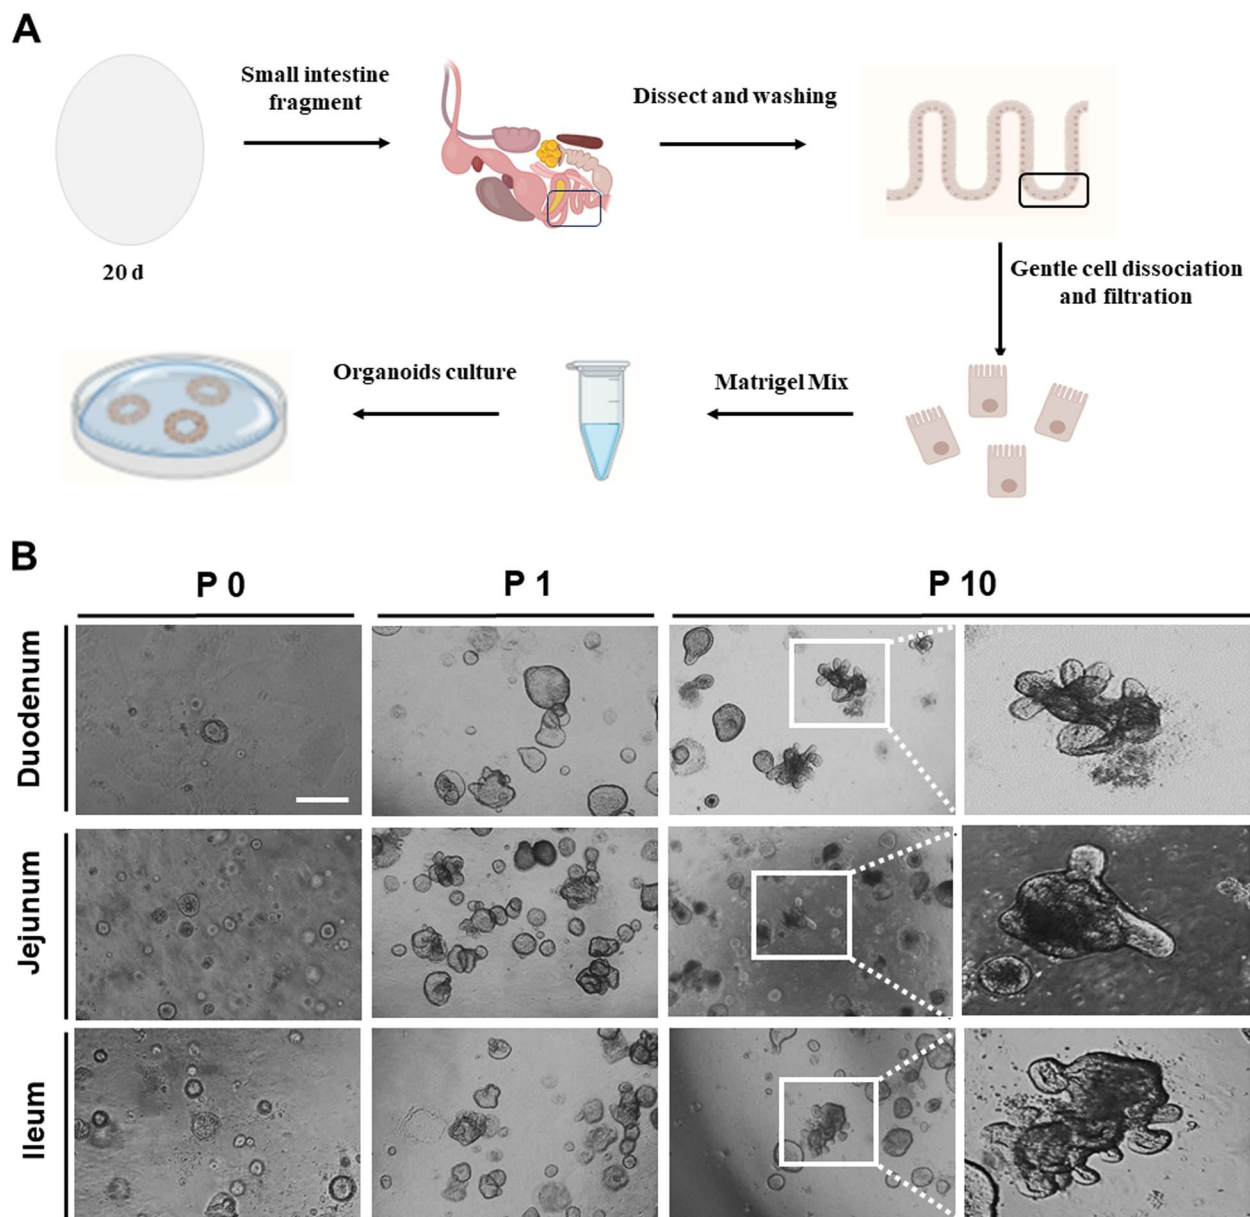 A
Small intestine
fragment
Dissect and washing
20 d
Gentle cell dissociation
and filtration
Organoids culture
Matrigel Mix
B
P 0
P 1
P 10
Duodenum
Jejunum
Ileum